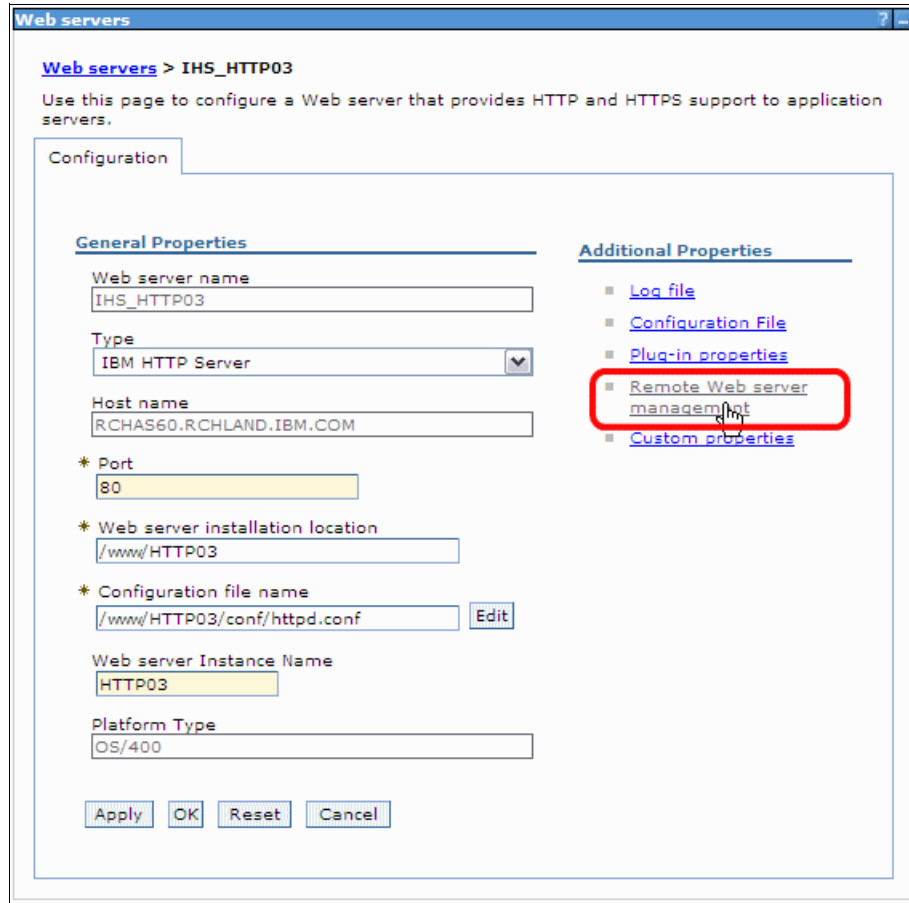 Web servers
?
Web servers > IHS_HTTP03
Use this page to configure a Web server that provides HTTP and HTTPS support to application
servers.
Configuration
General Properties
Web server name
IHS_HTTP03
Type
IBM HTTP Server
Host name
RCHAS60.RCHLAND.IBM.COM
* Port
80
* Web server installation location
/www/HTTP03
* Configuration file name
/www/HTTP03/conf/httpd.conf
Edit
Web server Instance Name
HTTP03
Platform Type
OS/400
Apply
OK
Reset
Cancel
Additional Properties
Log file
Configuration File
Plug-in properties
Remote Web server
management
Custom properties